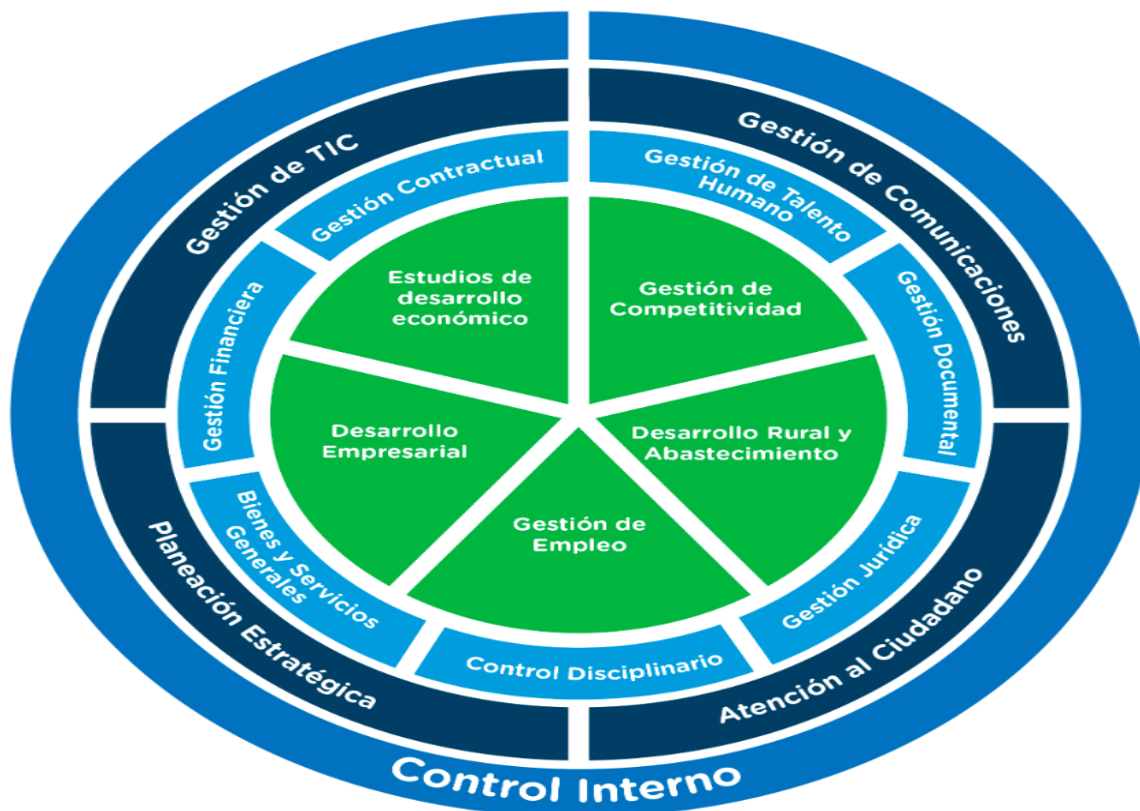 Gestión de TIC
Gestión de Comunicaciones
Gestión Contractual
Gestión de Talento
Humano
Gestión Financiera
Gestión Documental
Estudios de
desarrollo
económico
Gestión de
Competitividad
Desarrollo
Empresarial
Desarrollo Rural y
Abastecimiento
Gestión de
Empleo
Bienes y Servicios
Generales
Gestión Jurídica
Control Disciplinario
Planeación Estratégica
Atención al Ciudadano
Control Interno